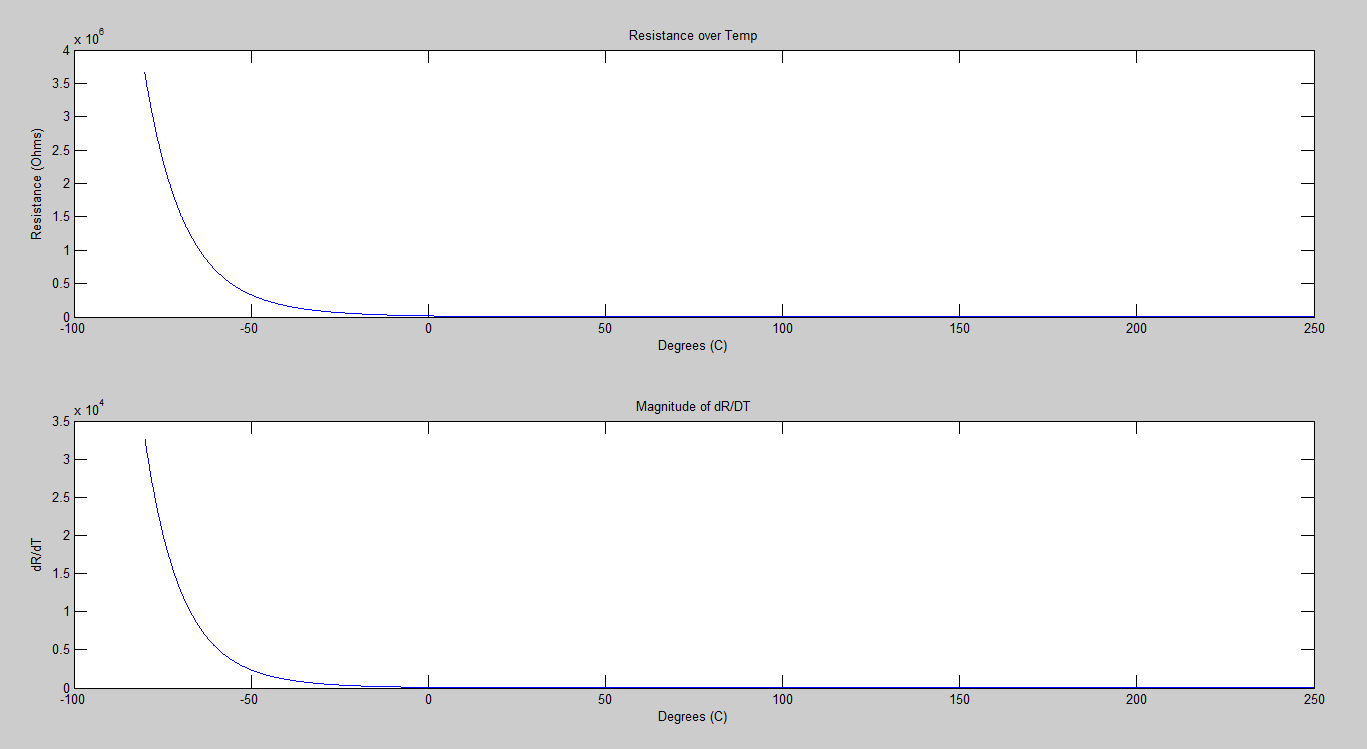 Resistance over Temp
x 10^6
4
3.5
3
2.5
2
1.5
1
0.5
0
Resistance (Ohms)
-100 -50 0 50 100 150 200 250
Degrees (C)
Magnitude of dR/DT
x 10^4
3.5
3
2.5
2
1.5
1
0.5
0
dR/dT
-100 -50 0 50 100 150 200 250
Degrees (C)